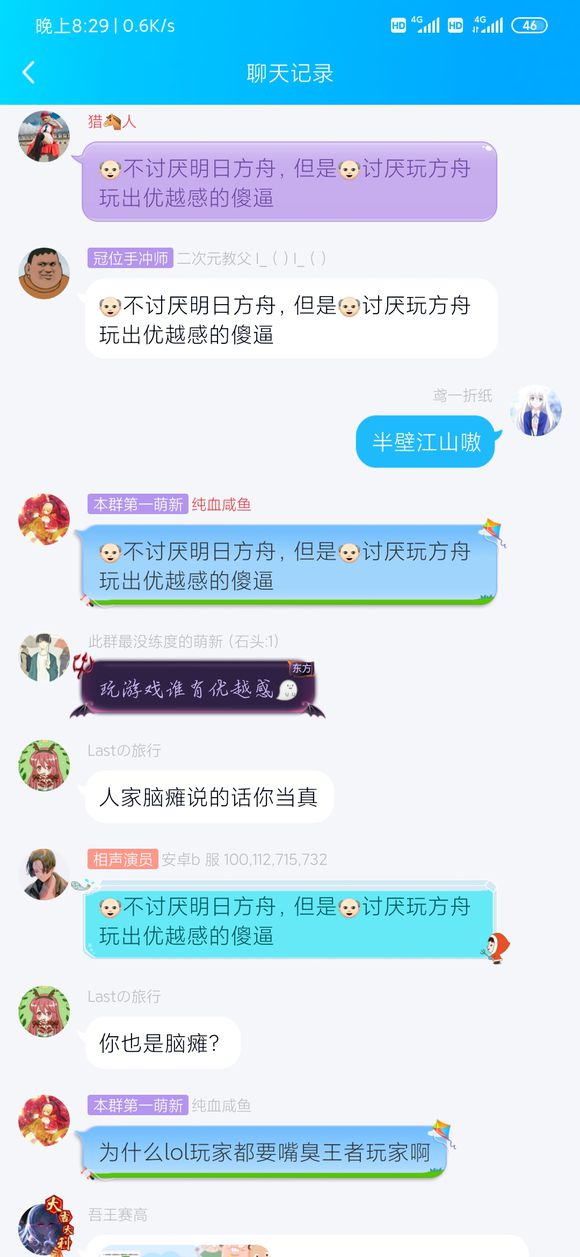 晚上8:29 | 0.6K/s
HD 4G HD 4G 46
聊天记录
猎🐴人
👴🏻不讨厌明日方舟，但是👴🏻讨厌玩方舟
玩出优越感的傻逼
冠位手冲师 二次元教父 I_ ( ) I_ ( )
👴🏻不讨厌明日方舟，但是👴🏻讨厌玩方舟
玩出优越感的傻逼
鸢一折纸
半壁江山嗷
本群第一萌新 纯血咸鱼
👴🏻不讨厌明日方舟，但是👴🏻讨厌玩方舟
玩出优越感的傻逼
此群最没练度的萌新 (石头:1)
东方
玩游戏谁有优越感
Lastの旅行
人家脑瘫说的话你当真
相声演员 安卓b 服 100,112,715,732
👴🏻不讨厌明日方舟，但是👴🏻讨厌玩方舟
玩出优越感的傻逼
Lastの旅行
你也是脑瘫？
本群第一萌新 纯血咸鱼
为什么lol玩家都要嘴臭王者玩家啊
大吉大利
吾王赛高